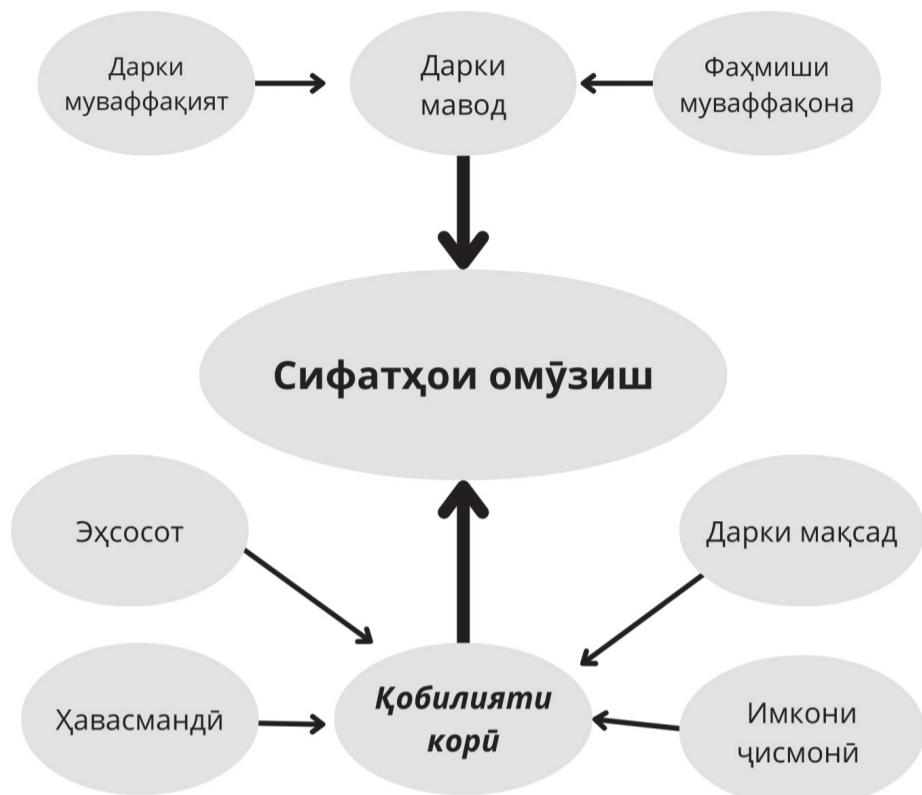 Дарки
муваффақият
Дарки
мавод
Фаҳмиши
муваффақона
Сифатҳои омӯзиш
Эҳсосот
Дарки мақсад
Ҳавасмандӣ
Қобилияти
корӣ
Имкони
ҷисмонӣ